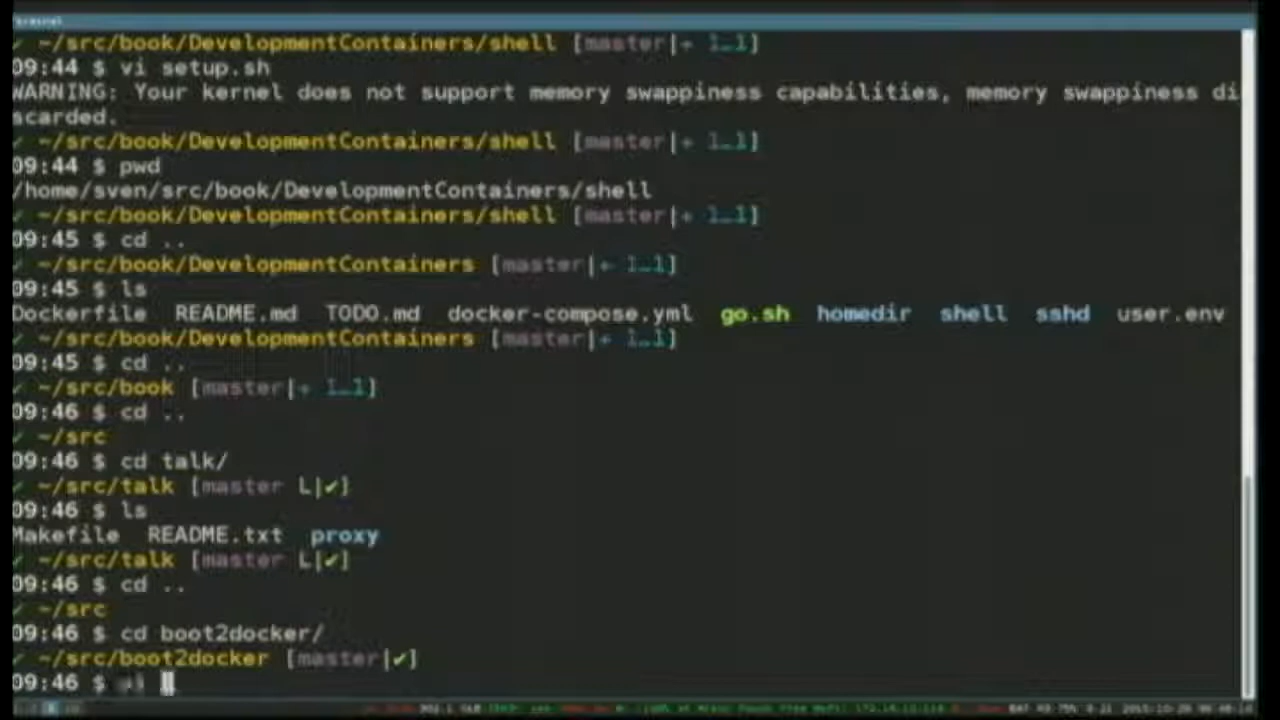 ✓ ~/src/book/DevelopmentContainers/shell [master|+ 1…1]
09:44 $ vi setup.sh
WARNING: Your kernel does not support memory swappiness capabilities, memory swappiness di
scarded.
✓ ~/src/book/DevelopmentContainers/shell [master|+ 1…1]
09:44 $ pwd
/home/sven/src/book/DevelopmentContainers/shell
✓ ~/src/book/DevelopmentContainers/shell [master|+ 1…1]
09:45 $ cd ..
✓ ~/src/book/DevelopmentContainers [master|+ 1…1]
09:45 $ ls
Dockerfile README.md TODO.md docker-compose.yml go.sh homedir shell sshd user.env
✓ ~/src/book/DevelopmentContainers [master|+ 1…1]
09:45 $ cd ..
✓ ~/src/book [master|+ 1…1]
09:46 $ cd ..
✓ ~/src
09:46 $ cd talk/
✓ ~/src/talk [master L|✔]
09:46 $ ls
Makefile README.txt proxy
✓ ~/src/talk [master L|✔]
09:46 $ cd ..
✓ ~/src
09:46 $ cd boot2docker/
✓ ~/src/boot2docker [master|✔]
09:46 $